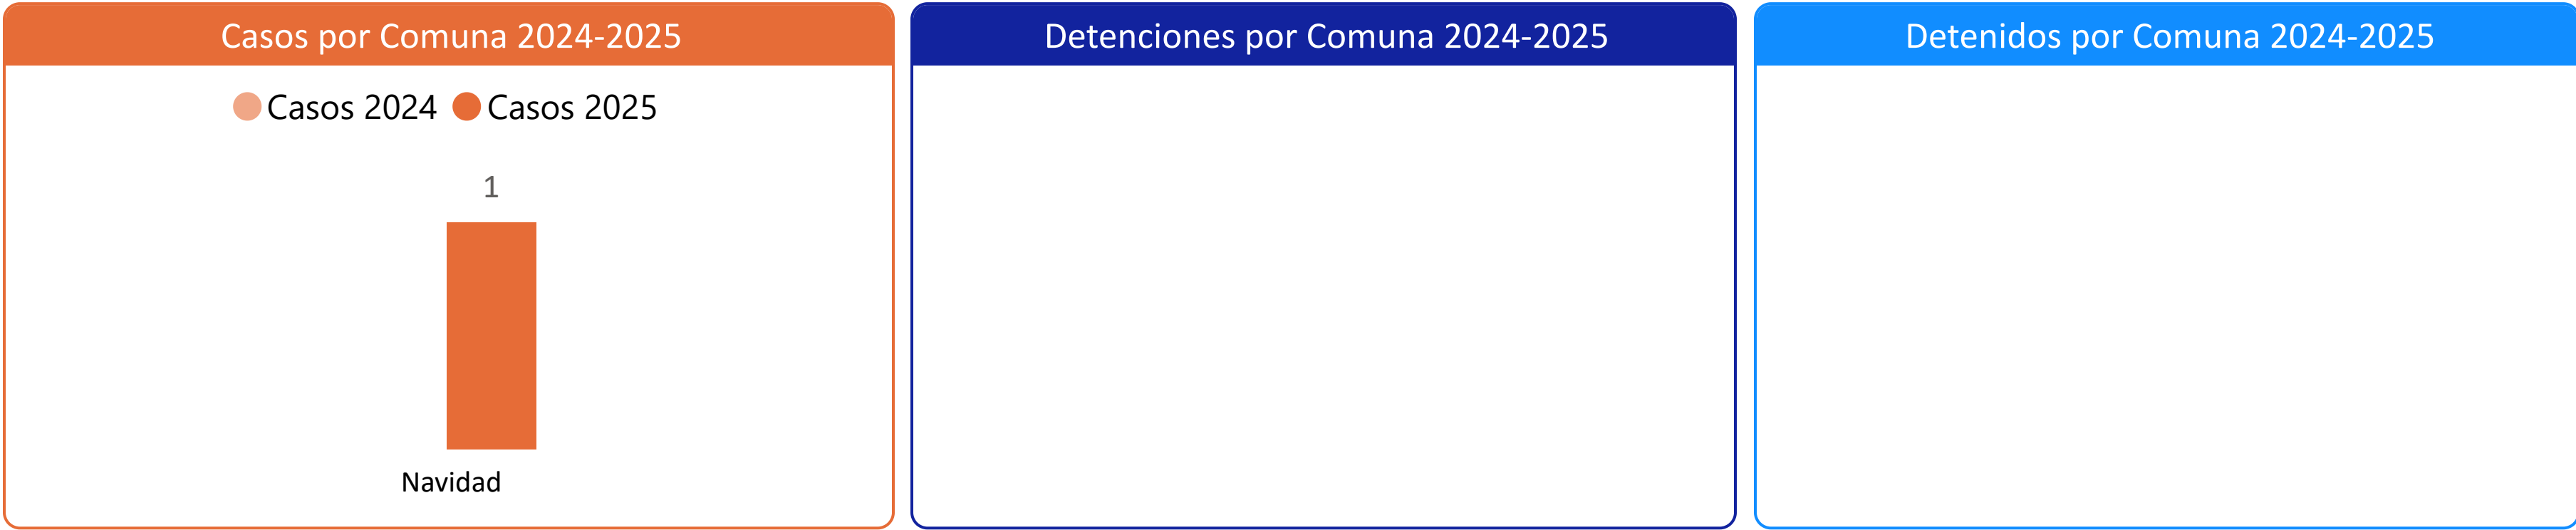 Casos por Comuna 2024-2025
Casos 2024 Casos 2025
1
Navidad
Detenciones por Comuna 2024-2025
Detenidos por Comuna 2024-2025